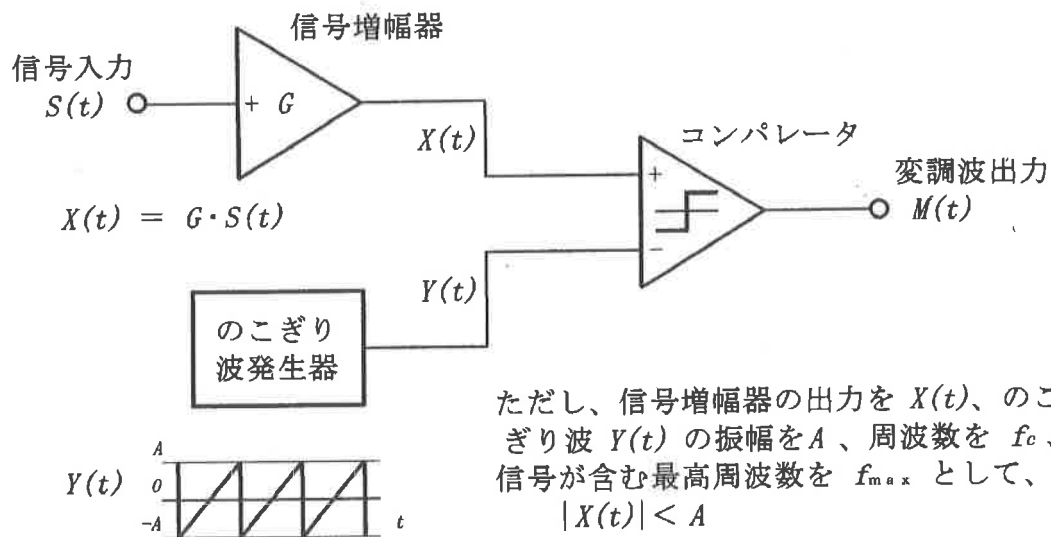 信号増幅器
信号入力
S(t)
+ G
X(t)
コンパレータ
+
-
変調波出力
M(t)
X(t) = G・S(t)
Y(t)
のこぎり
波発生器
ただし、信号増幅器の出力を X(t)、のこ
ぎり波 Y(t) の振幅をA 、周波数を fc 、
信号が含む最高周波数を fmax として、
|X(t)| < A
Y(t)
A
0
-A
t